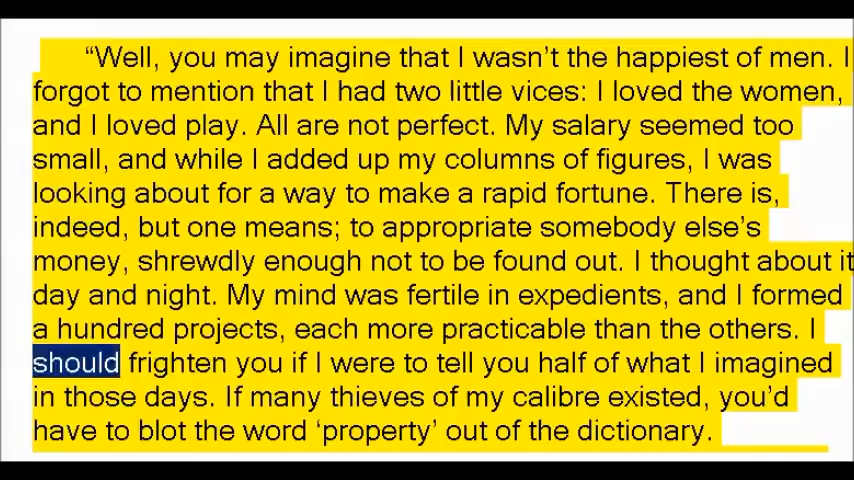 “Well, you may imagine that I wasn’t the happiest of men. I
forgot to mention that I had two little vices: I loved the women,
and I loved play. All are not perfect. My salary seemed too
small, and while I added up my columns of figures, I was
looking about for a way to make a rapid fortune. There is,
indeed, but one means; to appropriate somebody else’s
money, shrewdly enough not to be found out. I thought about it
day and night. My mind was fertile in expedients, and I formed
a hundred projects, each more practicable than the others. I
should frighten you if I were to tell you half of what I imagined
in those days. If many thieves of my calibre existed, you’d
have to blot the word ‘property’ out of the dictionary.